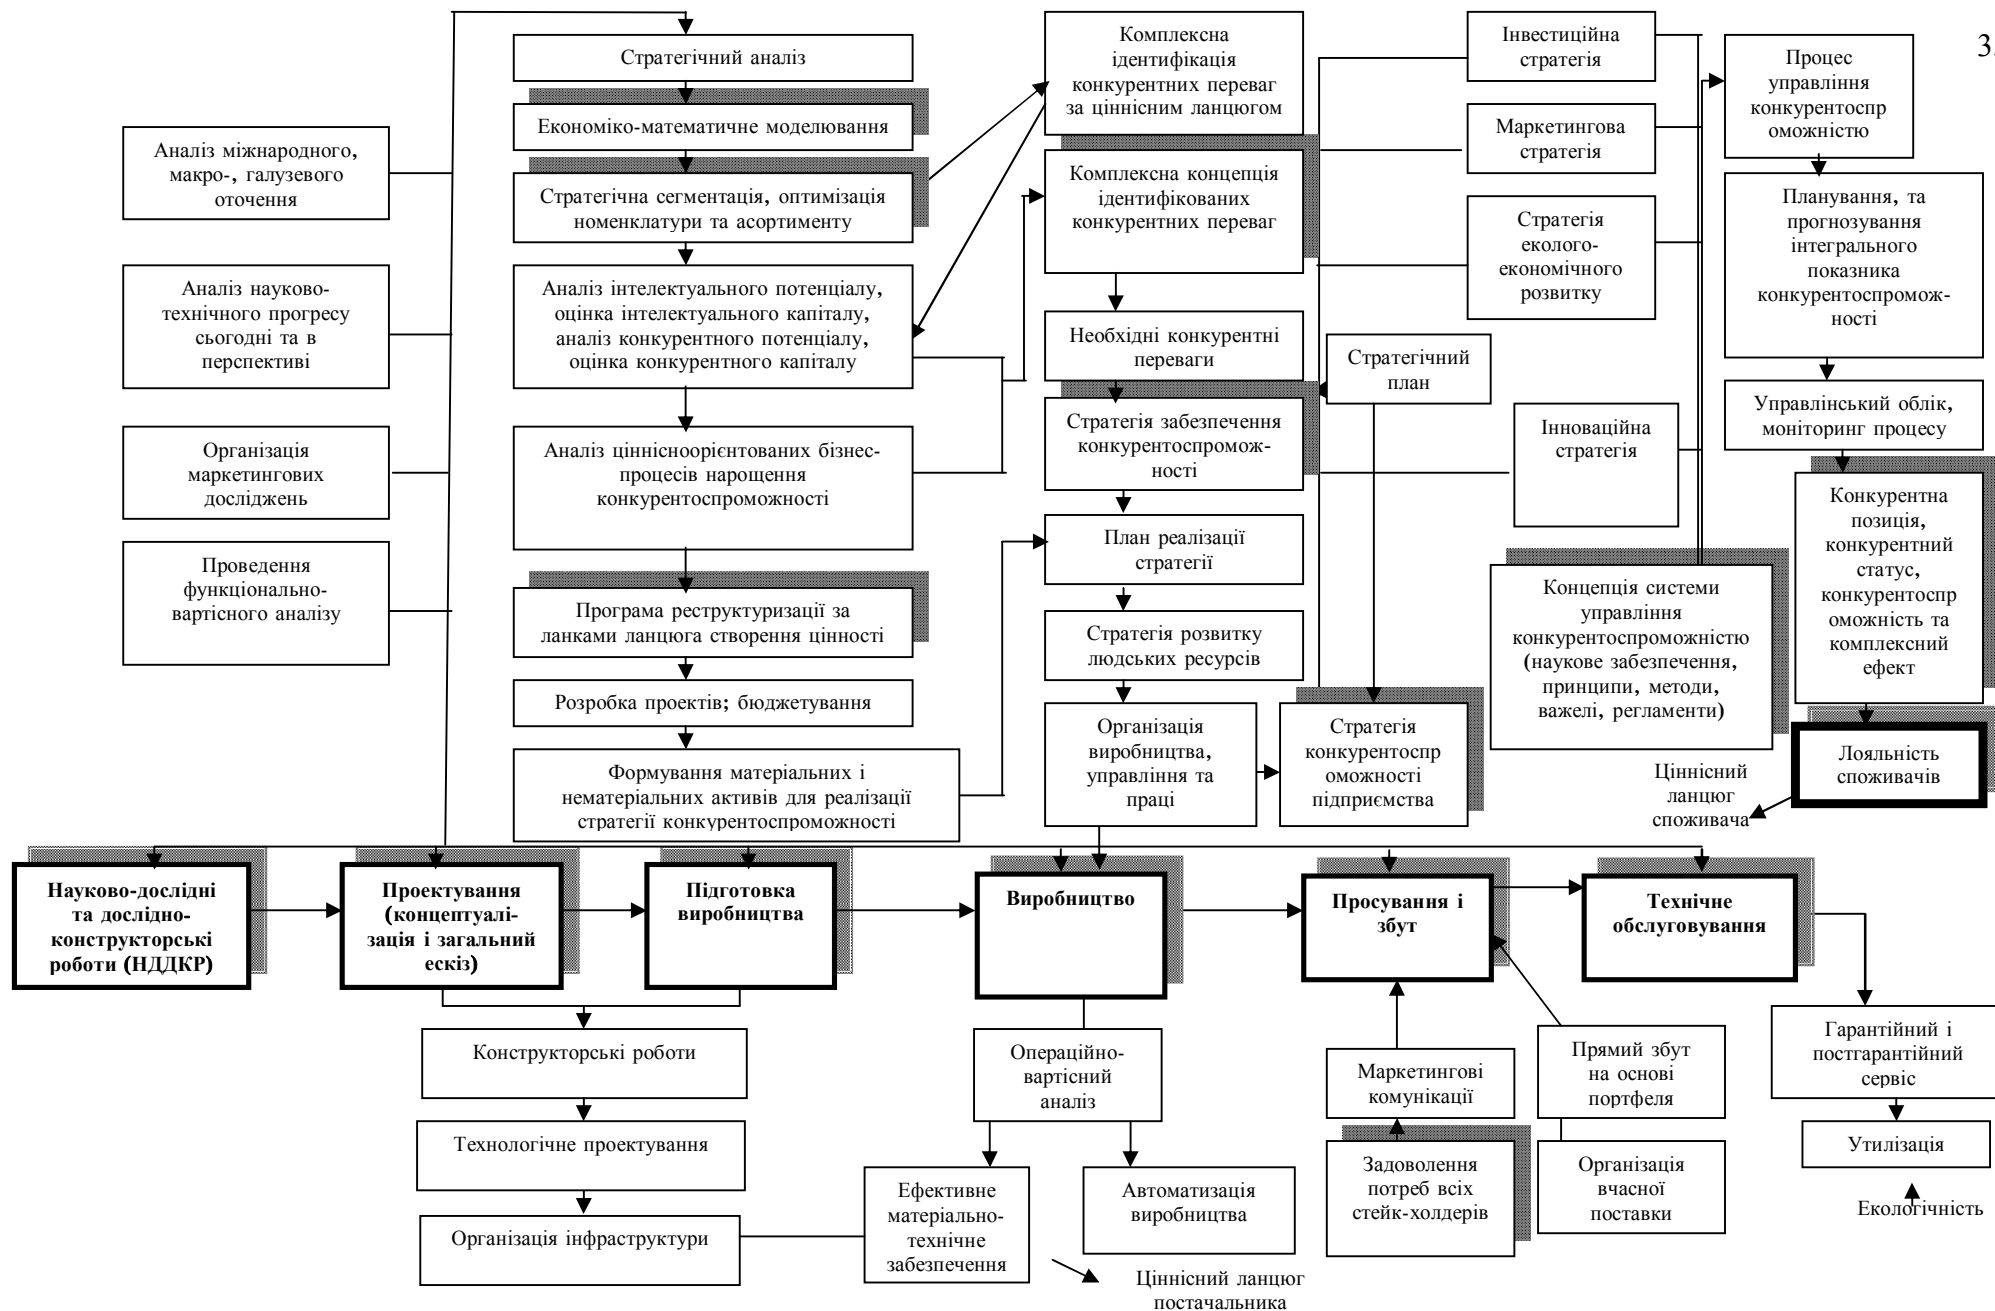 3.
Стратегічний аналіз
Економіко-математичне моделювання
Стратегічна сегментація, оптимізація
номенклатури та асортименту
Аналіз інтелектуального потенціалу,
оцінка інтелектуального капіталу,
аналіз конкурентного потенціалу,
оцінка конкурентного капіталу
Аналіз ціннісноорієнтованих бізнес-
процесів нарощення
конкурентоспроможності
Програма реструктуризації за
ланками ланцюга створення цінності
Розробка проектів; бюджетування
Формування матеріальних і
нематеріальних активів для реалізації
стратегії конкурентоспроможності
Аналіз міжнародного,
макро-, галузевого
оточення
Аналіз науково-
технічного прогресу
сьогодні та в
перспективі
Організація
маркетингових
досліджень
Проведення
функціонально-
вартісного аналізу
Комплексна
ідентифікація
конкурентних переваг
за ціннісним ланцюгом
Комплексна концепція
ідентифікованих
конкурентних переваг
Необхідні конкурентні
переваги
Стратегія забезпечення
конкурентоспромож-
ності
План реалізації
стратегії
Стратегія розвитку
людських ресурсів
Організація
виробництва,
управління та
праці
Стратегічний
план
Стратегія
конкурентоспр
оможності
підприємства
Інвестиційна
стратегія
Маркетингова
стратегія
Стратегія
еколого-
економічного
розвитку
Інноваційна
стратегія
Концепція системи
управління
конкурентоспроможністю
(наукове забезпечення,
принципи, методи,
важелі, регламенти)
Процес
управління
конкурентоспр
оможністю
Планування, та
прогнозування
інтегрального
показника
конкурентоспромож-
ності
Управлінський облік,
моніторинг процесу
Конкурентна
позиція,
конкурентний
статус,
конкурентоспр
оможність та
комплексний
ефект
Лояльність
споживачів
Ціннісний
ланцюг
споживача
Науково-дослідні
та дослідно-
конструкторські
роботи (НДДКР)
Проектування
(концептуалі-
зація і загальний
ескіз)
Підготовка
виробництва
Виробництво
Просування і
збут
Технічне
обслуговування
Конструкторські роботи
Технологічне проектування
Організація інфраструктури
Операційно-
вартісний
аналіз
Ефективне
матеріально-
технічне
забезпечення
Автоматизація
виробництва
Ціннісний ланцюг
постачальника
Маркетингові
комунікації
Задоволення
потреб всіх
стейк-холдерів
Прямий збут
на основі
портфеля
Організація
вчасної
поставки
Гарантійний і
постгарантійний
сервіс
Утилізація
Екологічність